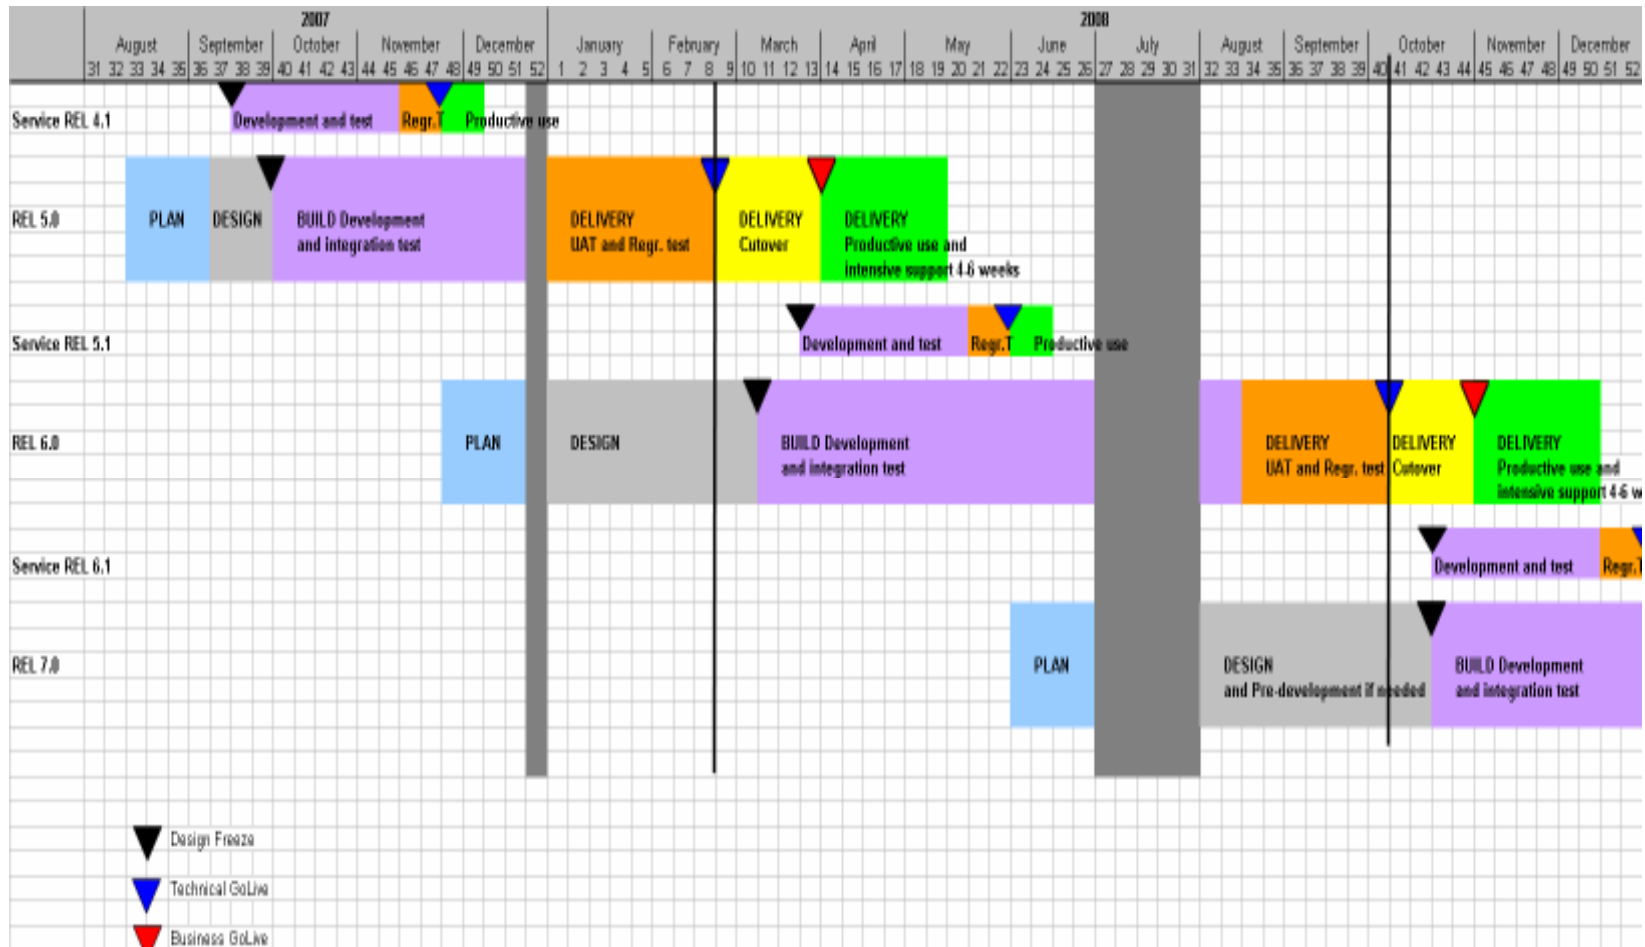 2007 2008
August September October November December January February March April May June July August September October November December
31 32 33 34 35 36 37 38 39 40 41 42 43 44 45 46 47 48 49 50 51 52 1 2 3 4 5 6 7 8 9 10 11 12 13 14 15 16 17 18 19 20 21 22 23 24 25 26 27 28 29 30 31 32 33 34 35 36 37 38 39 40 41 42 43 44 45 46 47 48 49 50 51 52
Service REL 4.1 Development and test Regr.T Productive use
REL 5.0 PLAN DESIGN BUILD Development DELIVERY DELIVERY DELIVERY
and integration test UAT and Regr. test Cutover Productive use and
intensive support 4-6 weeks
Service REL 5.1 Development and test Regr.T Productive use
REL 6.0 PLAN DESIGN BUILD Development DELIVERY DELIVERY DELIVERY
and integration test UAT and Regr. test Cutover Productive use and
intensive support 4-6 w
Service REL 6.1 Development and test Regr.T
REL 7.0 PLAN DESIGN BUILD Development
and Pre-development if needed and integration test
Design Freeze
Technical GoLive
Business GoLive